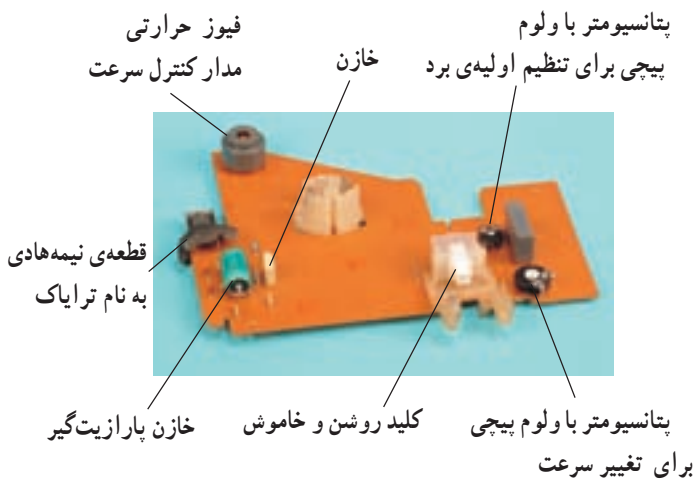 پتانسیومتر با ولوم
پیچی برای تنظیم اولیه‌ی برد
خازن
فیوز حرارتی
مدار کنترل سرعت
قطعه‌ی نیمه‌هادی
به نام ترایاک
خازن پارازیت‌گیر
کلید روشن و خاموش
پتانسیومتر با ولوم پیچی
برای تغییر سرعت